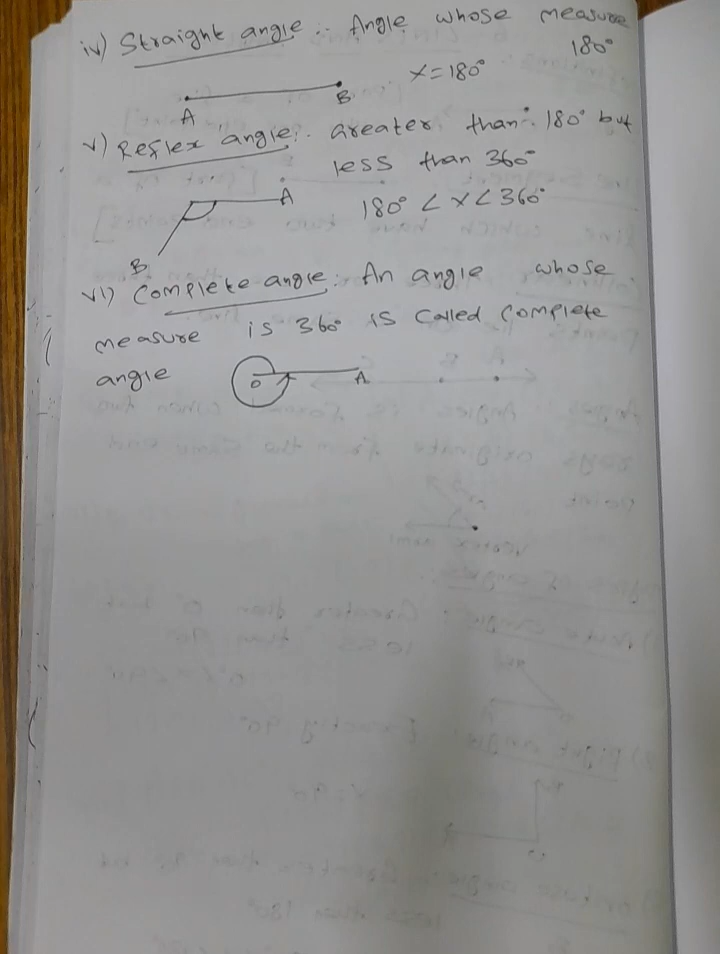 iv) Straight angle :- Angle whose measure
180°
x = 180°
A B
v) Reflex angle :. Greater than 180° but
less than 360°
A
180° < x < 360°
B
vi) Complete angle : An angle whose
measure is 360° is called complete
angle
O A